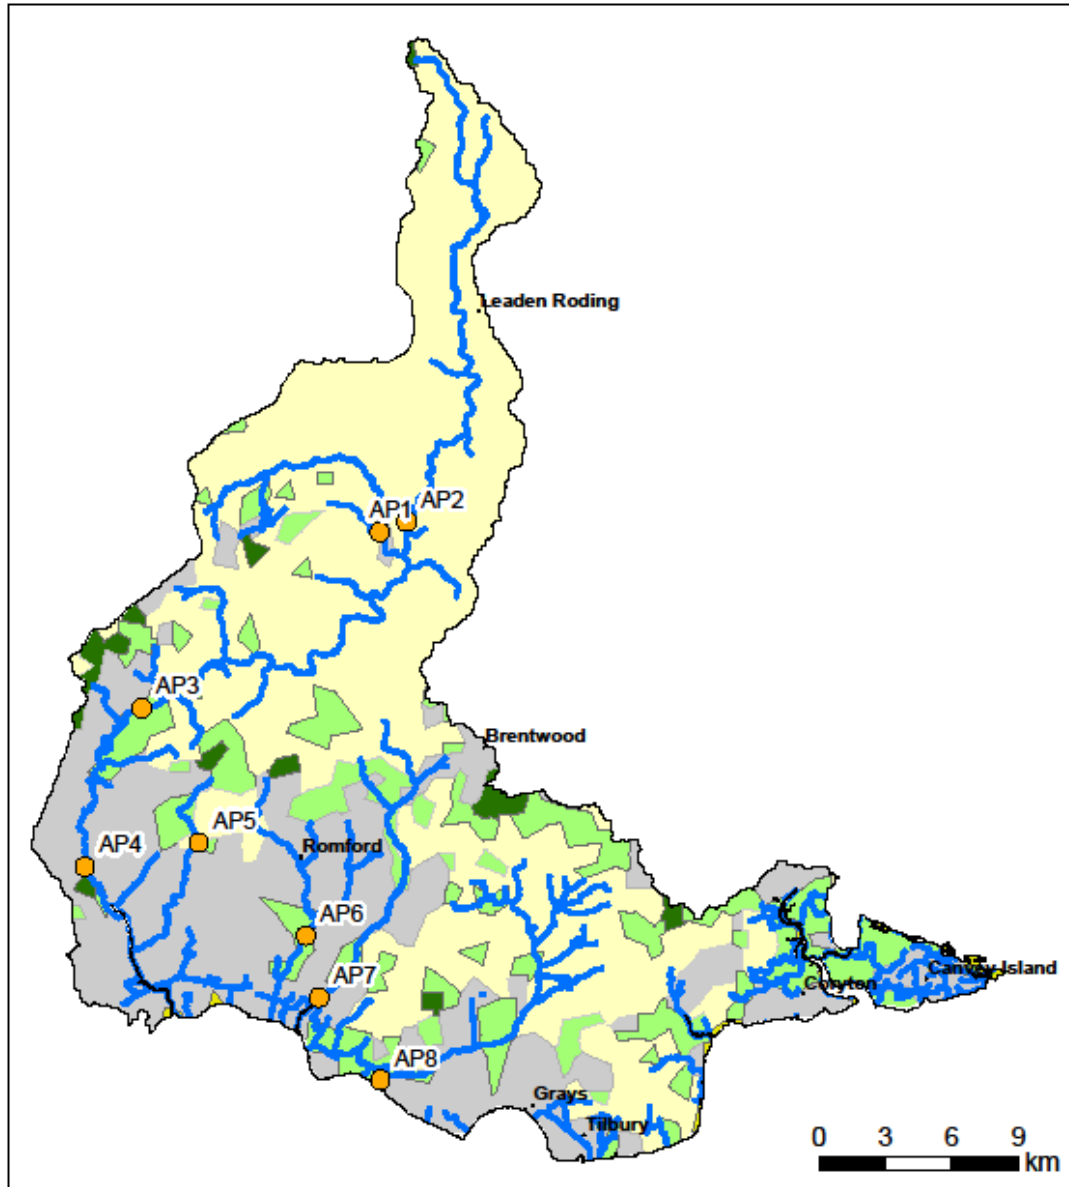 Leaden Roding
AP1
AP2
AP3
Brentwood
AP5
Romford
AP4
AP6
Canvey Island
Coryton
AP7
AP8
Grays
Tilbury
0 3 6 9
km